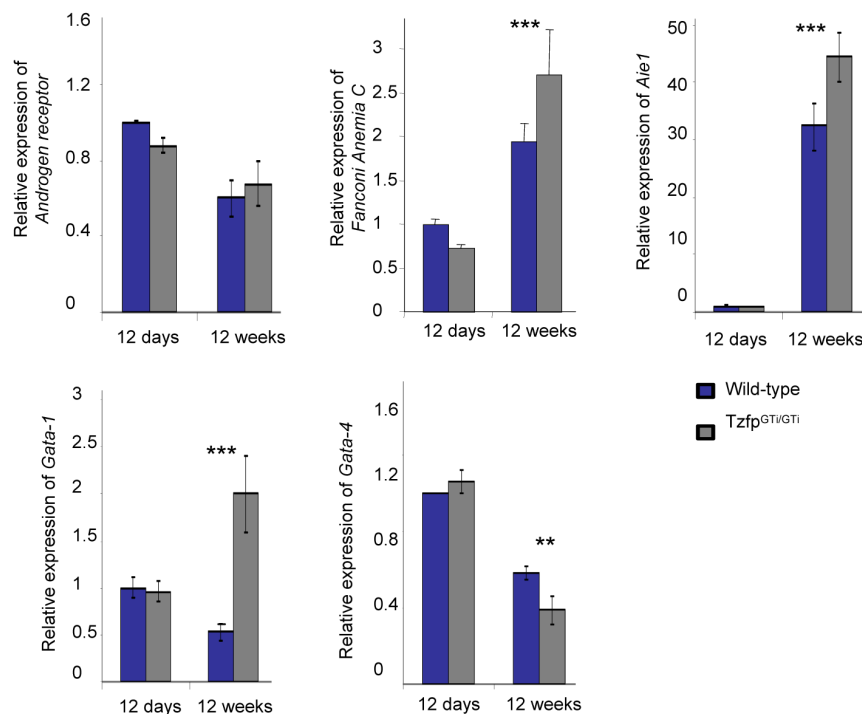 Relative expression of
Androgen receptor
1.6
1.2
0.8
0.4
0
12 days
12 weeks
Relative expression of
Fanconi Anemia C
3
2.5
2
1.5
1
0.5
0
***
12 days
12 weeks
Relative expression of Aie1
50
40
30
20
10
0
***
12 days
12 weeks
Wild-type
Tzfp^GTi/GTi
Relative expression of Gata-1
3
2
1
0.5
0
***
12 days
12 weeks
Relative expression of Gata-4
1.6
1.2
0.8
0.4
0
**
12 days
12 weeks